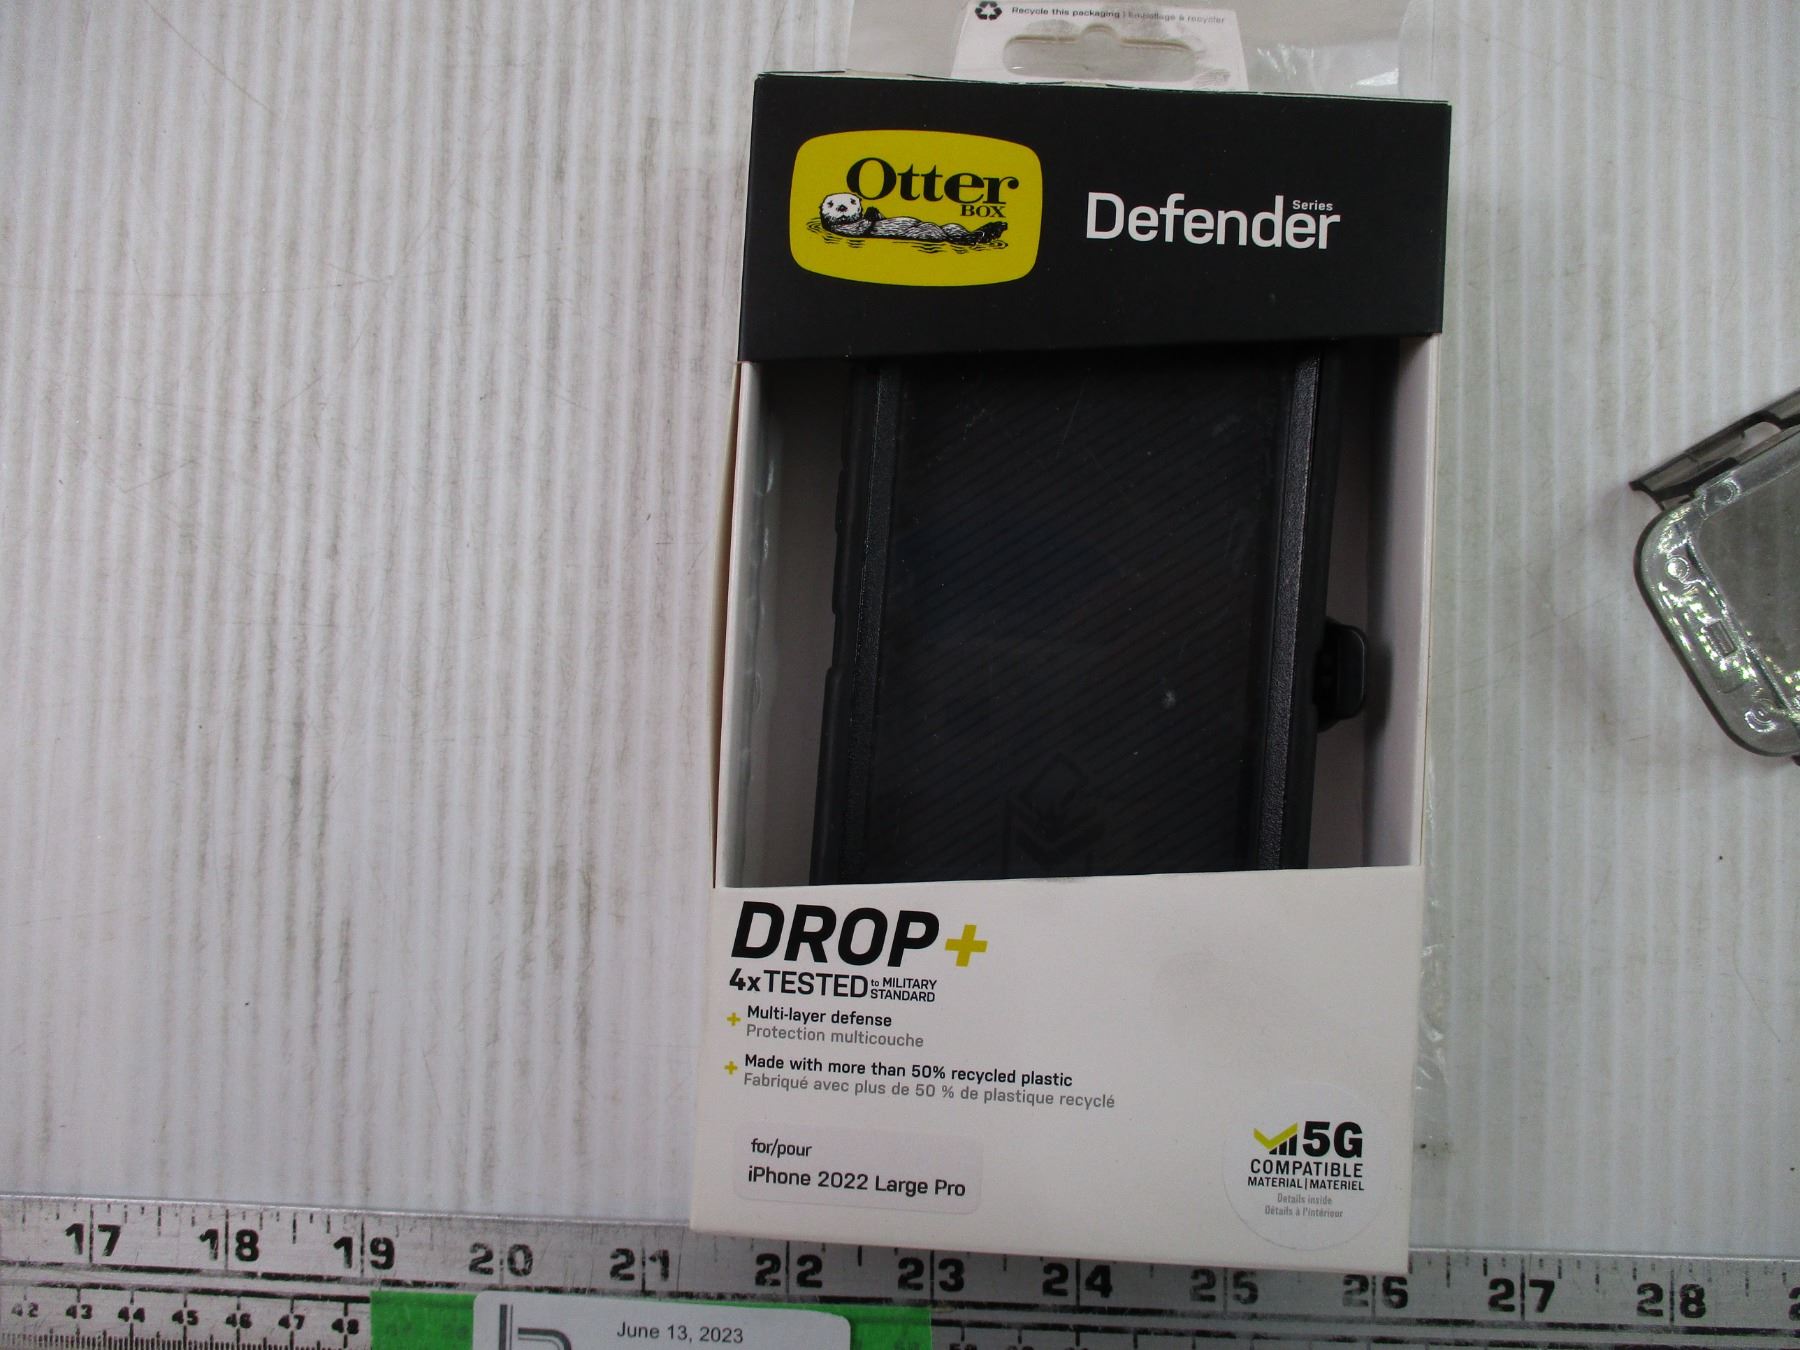 Recycle this packaging | Emballage à recycler
Otter
BOX
Defender Series
DROP+
4xTESTED to MILITARY STANDARD
+ Multi-layer defense
Protection multicouche
+ Made with more than 50% recycled plastic
Fabriqué avec plus de 50 % de plastique recyclé
for/pour
iPhone 2022 Large Pro
5G
COMPATIBLE
MATERIAL | MATERIEL
Details inside
Détails à l'intérieur
17 18 19 20 21 22 23 24 25 26 27 28
42 43 44 45 46 47 48
June 13, 2023